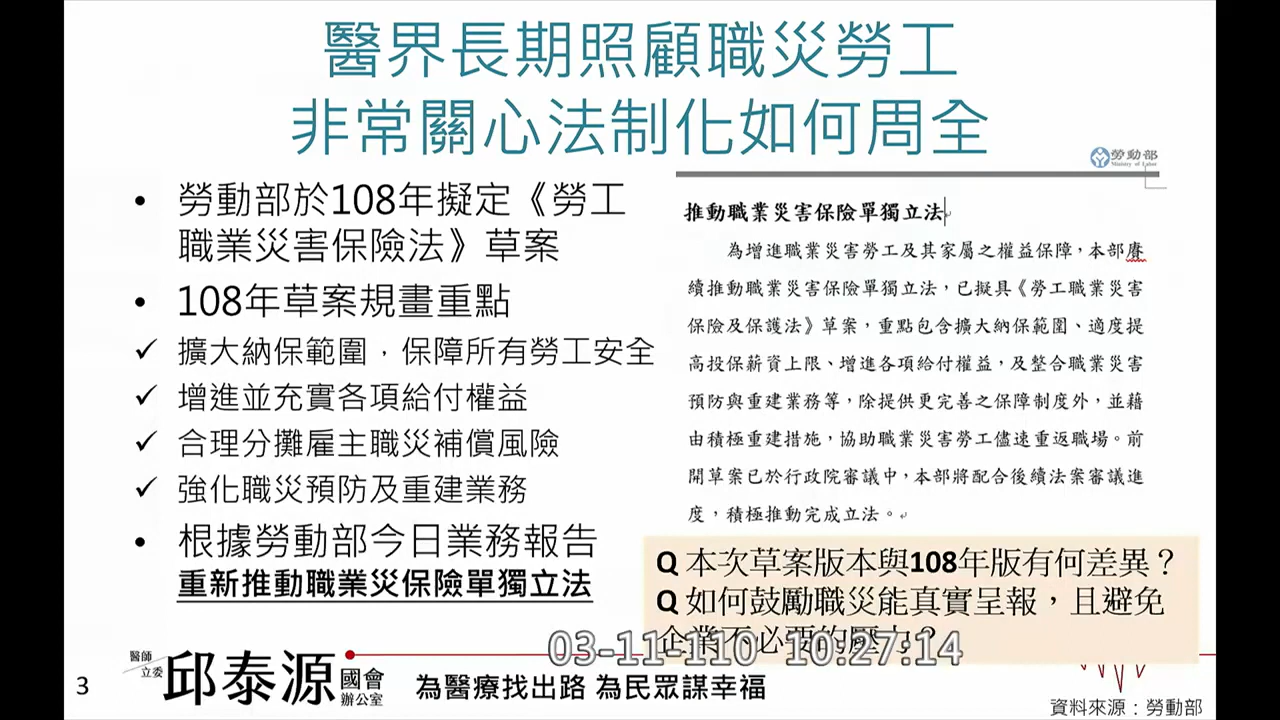 醫界長期照顧職災勞工
非常關心法制化如何周全
• 勞動部於108年擬定《勞工
職業災害保險法》草案
• 108年草案規畫重點
✓ 擴大納保範圍，保障所有勞工安全
✓ 增進並充實各項給付權益
✓ 合理分攤雇主職災補償風險
✓ 強化職災預防及重建業務
• 根據勞動部今日業務報告
重新推動職業災保險單獨立法
勞動部
Ministry of Labor
推動職業災害保險單獨立法
為增進職業災害勞工及其家屬之權益保障，本部賡
續推動職業災害保險單獨立法，已擬具《勞工職業災害
保險及保護法》草案，重點包含擴大納保範圍、適度提
高投保薪資上限、增進各項給付權益，及整合職業災害
預防與重建業務等，除提供更完善之保障制度外，並藉
由積極重建措施，協助職業災害勞工儘速重返職場。前
開草案已於行政院審議中，本部將配合後續法案審議進
度，積極推動完成立法。
Q 本次草案版本與108年版有何差異？
Q 如何鼓勵職災能真實呈報，且避免
企業不必要的壓力？
03-11-110 10:27:14
3
醫師
立委
邱泰源
國會
辦公室
為醫療找出路 為民眾謀幸福
資料來源：勞動部